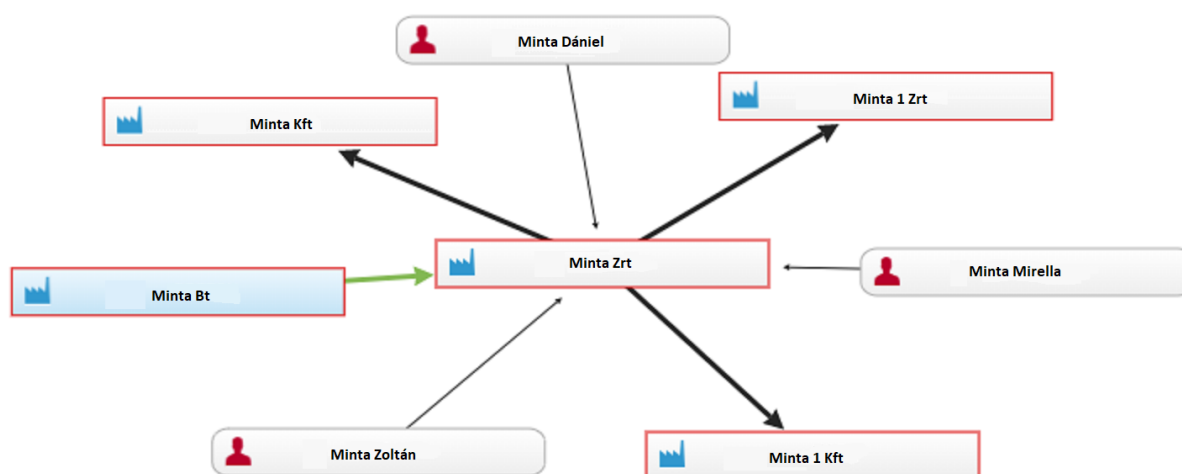 Minta Dániel
Minta 1 Zrt
Minta Kft
Minta Zrt
Minta Mirella
Minta Bt
Minta Zoltán
Minta 1 Kft